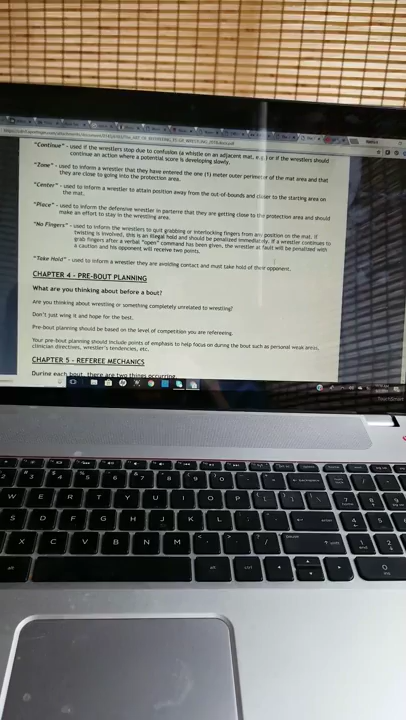 "Continue" - used if the wrestlers stop due to confusion (a whistle on an adjacent mat, e.g.) or if the wrestlers should
continue an action where a potential score is developing slowly.
"Zone" - used to inform a wrestler that they have entered the one (1) meter outer perimeter of the mat area and that
they are close to going into the protection area.
"Center" - used to inform a wrestler to attain position away from the out-of-bounds and closer to the starting area on
the mat.
"Place" - used to inform the defensive wrestler in parterre that they are getting close to the protection area and should
make an effort to stay in the wrestling area.
"No Fingers" - used to inform the wrestlers to quit grabbing or interlocking fingers from any position on the mat. If
twisting is involved, this is an illegal hold and should be penalized immediately. If a wrestler continues to
grab fingers after a verbal "open" command has been given, the wrestler at fault will be penalized with
a caution and his opponent will receive two points.
"Take Hold" - used to inform a wrestler they are avoiding contact and must take hold of their opponent.
CHAPTER 4 - PRE-BOUT PLANNING
What are you thinking about before a bout?
Are you thinking about wrestling or something completely unrelated to wrestling?
Don't just wing it and hope for the best.
Pre-bout planning should be based on the level of competition you are refereeing.
Your pre-bout planning should include points of emphasis to help focus on during the bout such as personal weak areas,
clinician directives, wrestler's tendencies, etc.
CHAPTER 5 - REFEREE MECHANICS
During each bout, there are two things occurring
W E R T Y U I O P
S D F G H J K L
X C V B N M
alt alt ctrl